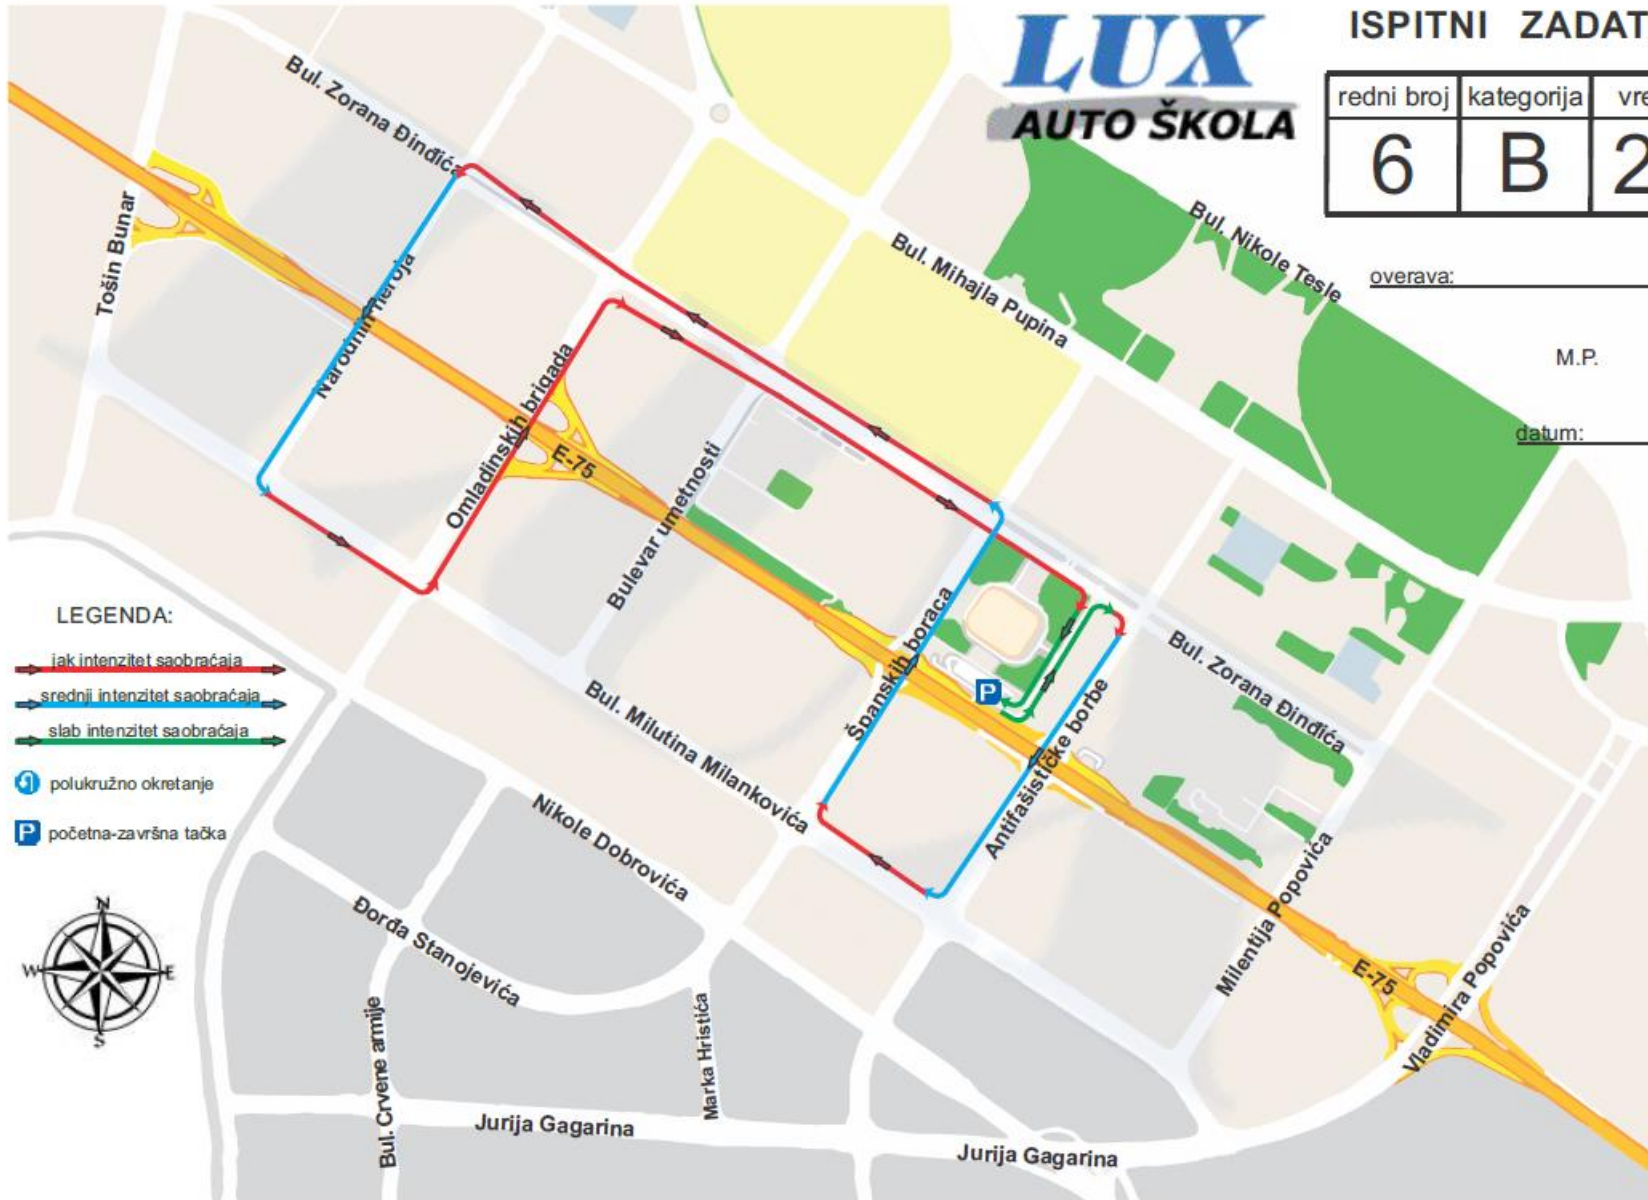 LUX
AUTO ŠKOLA
ISPITNI ZADAT
redni broj kategorija vre
6 B 2
overava:
M.P.
datum:
Bul. Zorana Đinđića
Tošin Bunar
Narodnih heroja
Omladinskih brigada
E-75
Bulevar umetnosti
Bul. Mihajla Pupina
Bul. Nikole Tesle
Španskih boraca
P
Antifašističke borbe
Bul. Zorana Đinđića
Bul. Milutina Milankovića
Nikole Dobrovića
Đorđa Stanojevića
Bul. Crvene armije
Marka Hristića
Jurija Gagarina
Jurija Gagarina
Milentija Popovića
E-75
Vladimira Popovića
LEGENDA:
jak intenzitet saobraćaja
srednji intenzitet saobraćaja
slab intenzitet saobraćaja
polukružno okretanje
P početna-završna tačka
N
W E
S